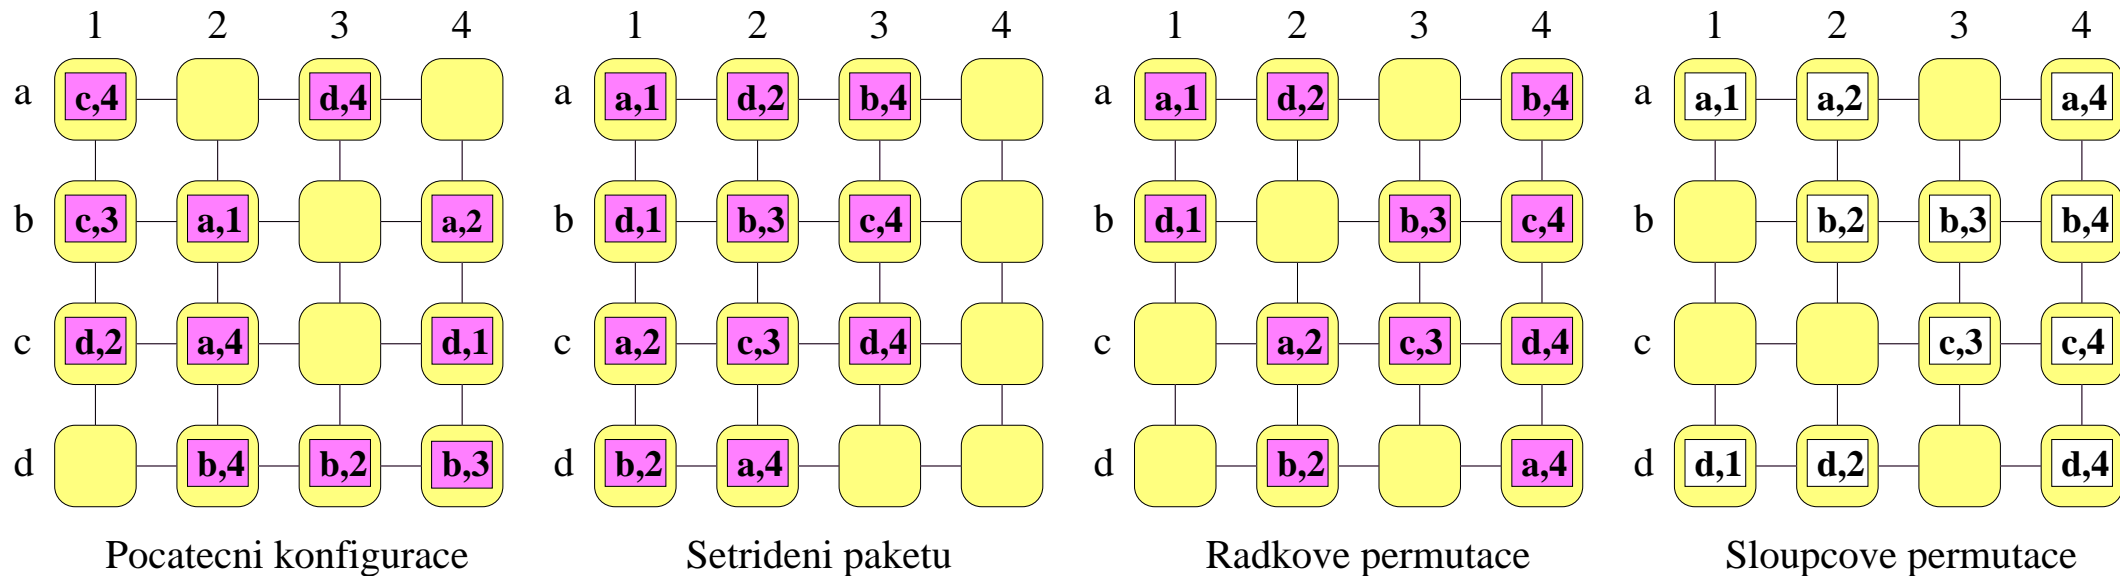 1 2 3 4 1 2 3 4 1 2 3 4 1 2 3 4
a c,4 d,4 a a,1 d,2 b,4 a a,1 d,2 b,4 a a,1 a,2 a,4
b c,3 a,1 a,2 b d,1 b,3 c,4 b d,1 b,3 c,4 b b,2 b,3 b,4
c d,2 a,4 d,1 c a,2 c,3 d,4 c a,2 c,3 d,4 c c,3 c,4
d b,4 b,2 b,3 d b,2 a,4 d b,2 a,4 d d,1 d,2 d,4
Pocatecni konfigurace Setrideni paketu Radkove permutace Sloupcove permutace